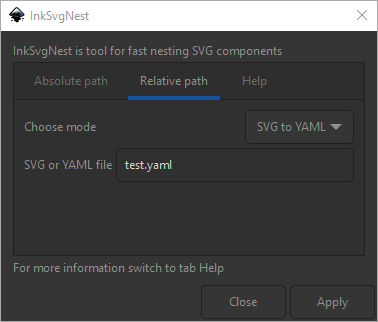 InkSvgNest
InkSvgNest is tool for fast nesting SVG components
Absolute path Relative path Help
Choose mode SVG to YAML
SVG or YAML file test.yaml
For more information switch to tab Help
Close Apply